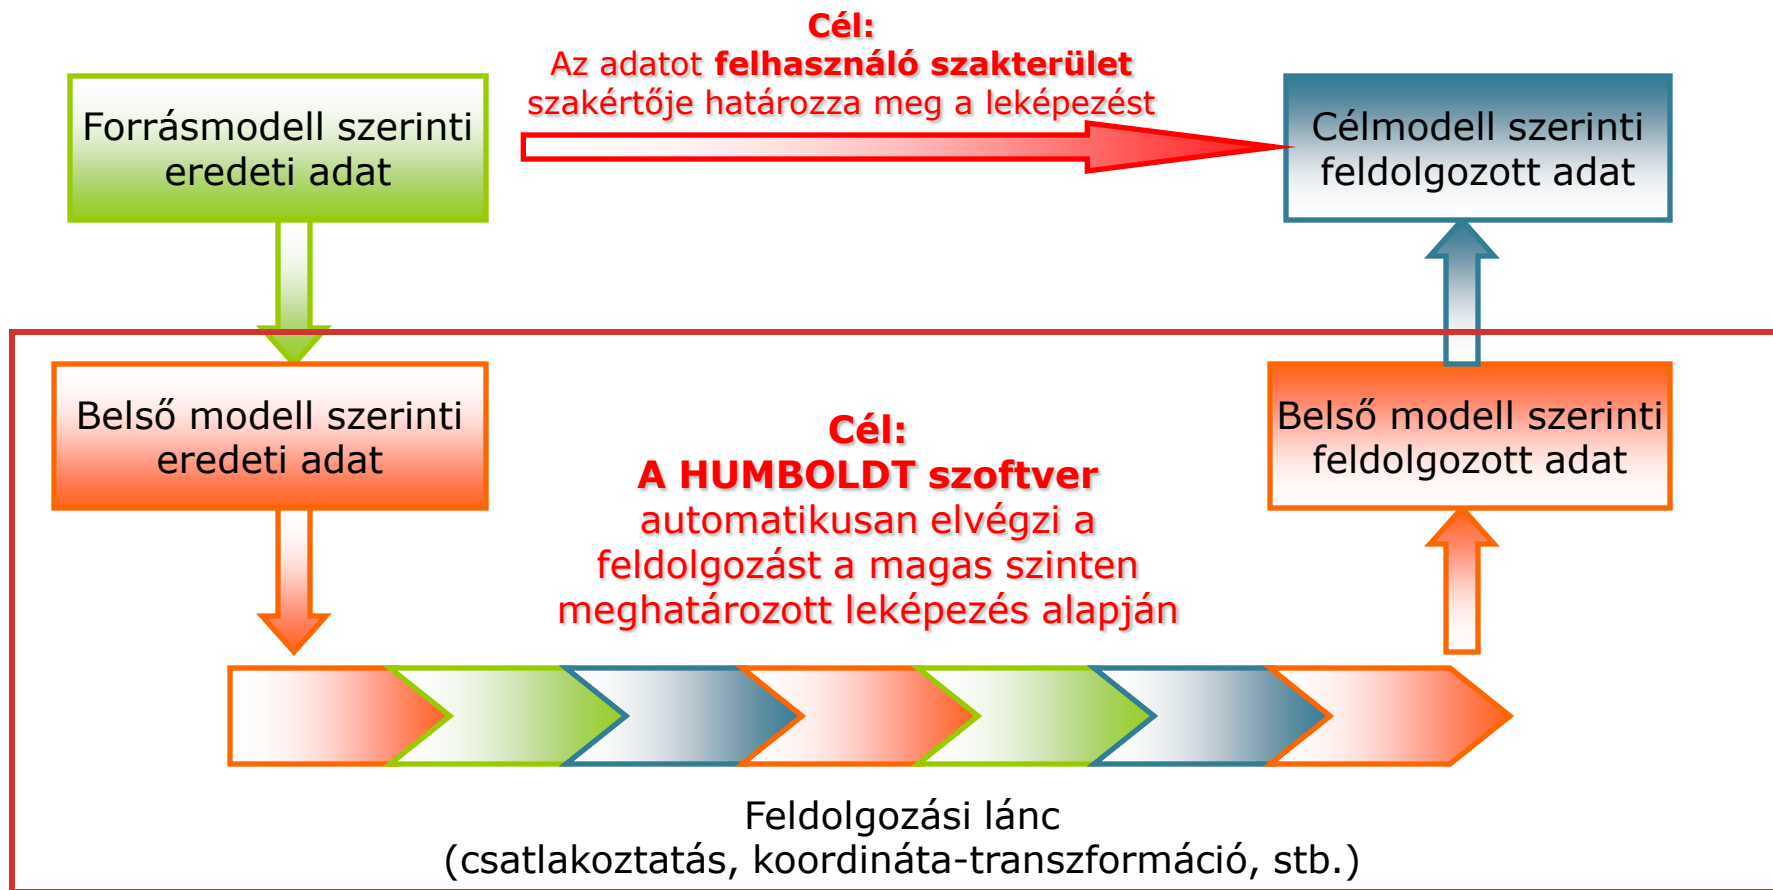 Cél:
Az adatot felhasználó szakterület
szakértője határozza meg a leképezést
Forrásmodell szerinti
eredeti adat
Célmodell szerinti
feldolgozott adat
Belső modell szerinti
eredeti adat
Cél:
A HUMBOLDT szoftver
automatikusan elvégzi a
feldolgozást a magas szinten
meghatározott leképezés alapján
Belső modell szerinti
feldolgozott adat
Feldolgozási lánc
(csatlakoztatás, koordináta-transzformáció, stb.)